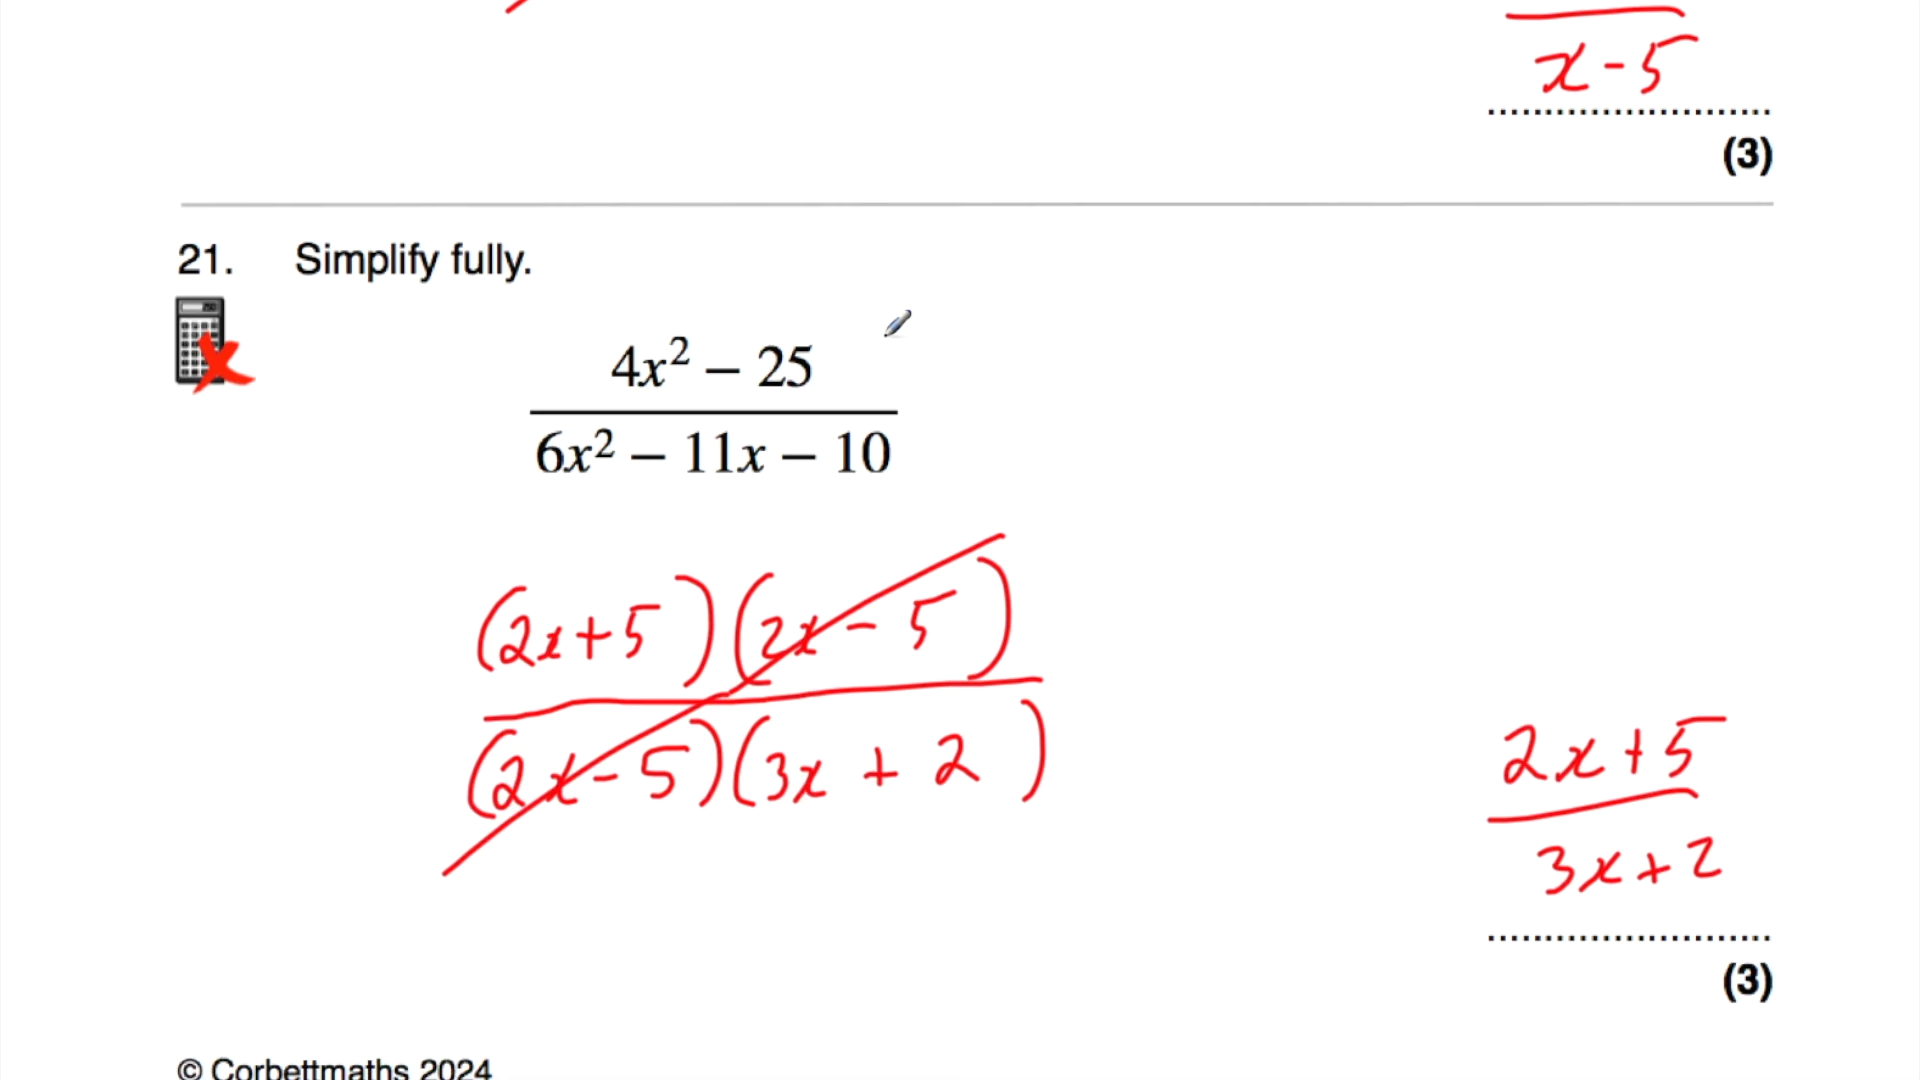 x - 5
(3)
21. Simplify fully.
4x² – 25
6x² – 11x – 10
(2x+5)(2x-5)
(2x-5)(3x+2)
2x+5
3x+2
(3)
© Corbettmaths 2024